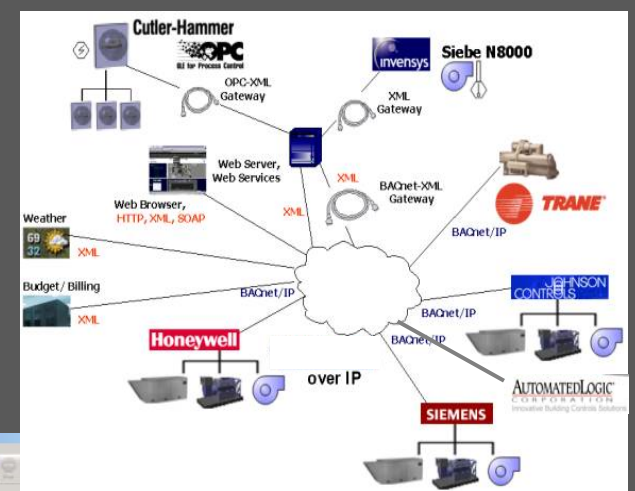 Cutler-Hammer
OPC
OLE for Process Control
OPC-XML
Gateway
invensys
Siebe N8000
XML
Gateway
Web Server,
Web Services
XML
BACnet-XML
Gateway
XML
Web Browser,
HTTP, XML, SOAP
TRANE
BACnet/IP
Weather
69
32
XML
Budget/ Billing
XML
BACnet/IP
JOHNSON
CONTROLS
BACnet/IP
BACnet/IP
Honeywell
over IP
AUTOMATEDLOGIC
CORPORATION
Innovative Building Controls Solutions
SIEMENS